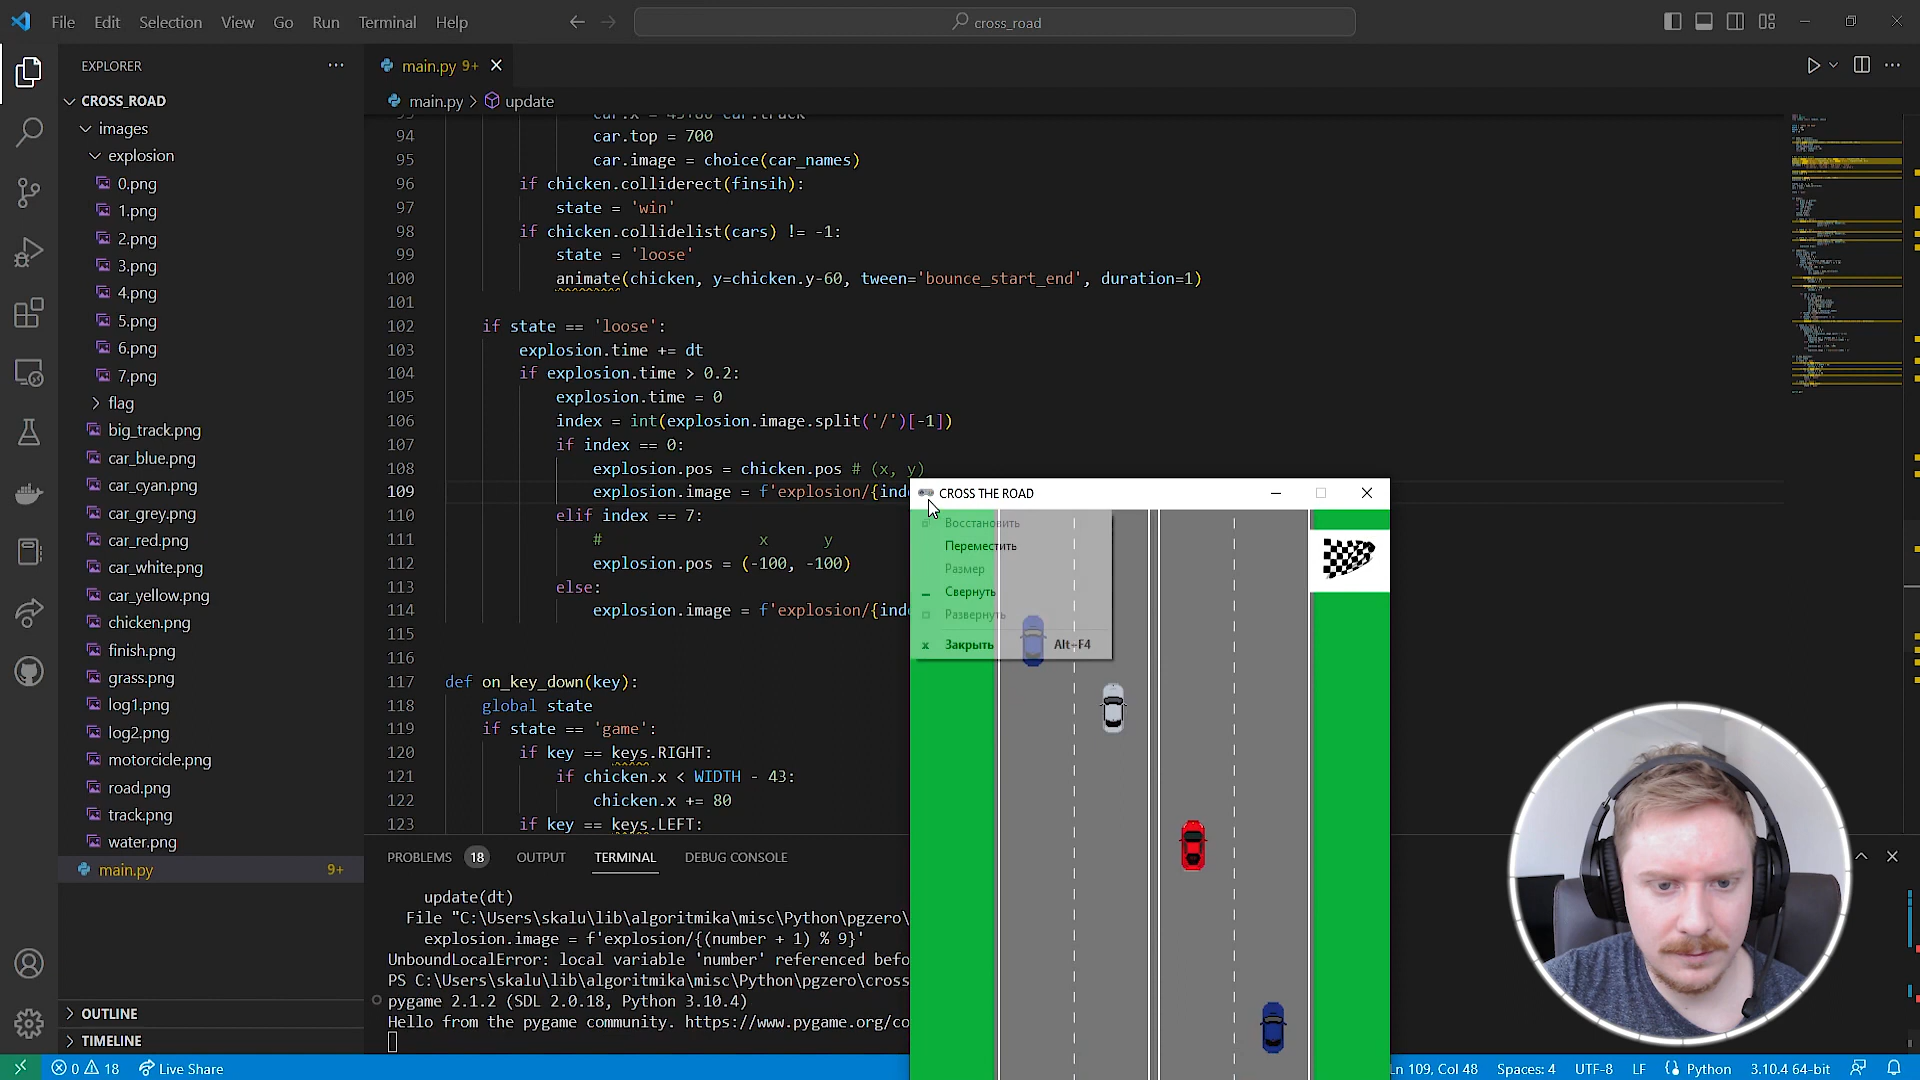 File Edit Selection View Go Run Terminal Help
cross_road
EXPLORER
CROSS_ROAD
images
explosion
0.png
1.png
2.png
3.png
4.png
5.png
6.png
7.png
flag
big_track.png
car_blue.png
car_cyan.png
car_grey.png
car_red.png
car_white.png
car_yellow.png
chicken.png
finish.png
grass.png
log1.png
log2.png
motorcicle.png
road.png
track.png
water.png
main.py 9+
OUTLINE
TIMELINE
main.py 9+
main.py > update
94 car.top = 700
95 car.image = choice(car_names)
96 if chicken.colliderect(finsih):
97 state = 'win'
98 if chicken.collidelist(cars) != -1:
99 state = 'loose'
100 animate(chicken, y=chicken.y-60, tween='bounce_start_end', duration=1)
101
102 if state == 'loose':
103 explosion.time += dt
104 if explosion.time > 0.2:
105 explosion.time = 0
106 index = int(explosion.image.split('/')[-1])
107 if index == 0:
108 explosion.pos = chicken.pos # (x, y)
109 explosion.image = f'explosion/{ind
110 elif index == 7:
111 # x y
112 explosion.pos = (-100, -100)
113 else:
114 explosion.image = f'explosion/{ind
115
116
117 def on_key_down(key):
118 global state
119 if state == 'game':
120 if key == keys.RIGHT:
121 if chicken.x < WIDTH - 43:
122 chicken.x += 80
123 if key == keys.LEFT:
CROSS THE ROAD
Восстановить
Переместить
Размер
Свернуть
Развернуть
Закрыть Alt+F4
PROBLEMS 18 OUTPUT TERMINAL DEBUG CONSOLE
update(dt)
File "C:\Users\skalu\lib\algoritmika\misc\Python\pgzero\
explosion.image = f'explosion/{(number + 1) % 9}'
UnboundLocalError: local variable 'number' referenced befo
PS C:\Users\skalu\lib\algoritmika\misc\Python\pgzero\cross
pygame 2.1.2 (SDL 2.0.18, Python 3.10.4)
Hello from the pygame community. https://www.pygame.org/co
0 18 Live Share
Ln 109, Col 48 Spaces: 4 UTF-8 LF Python 3.10.4 64-bit